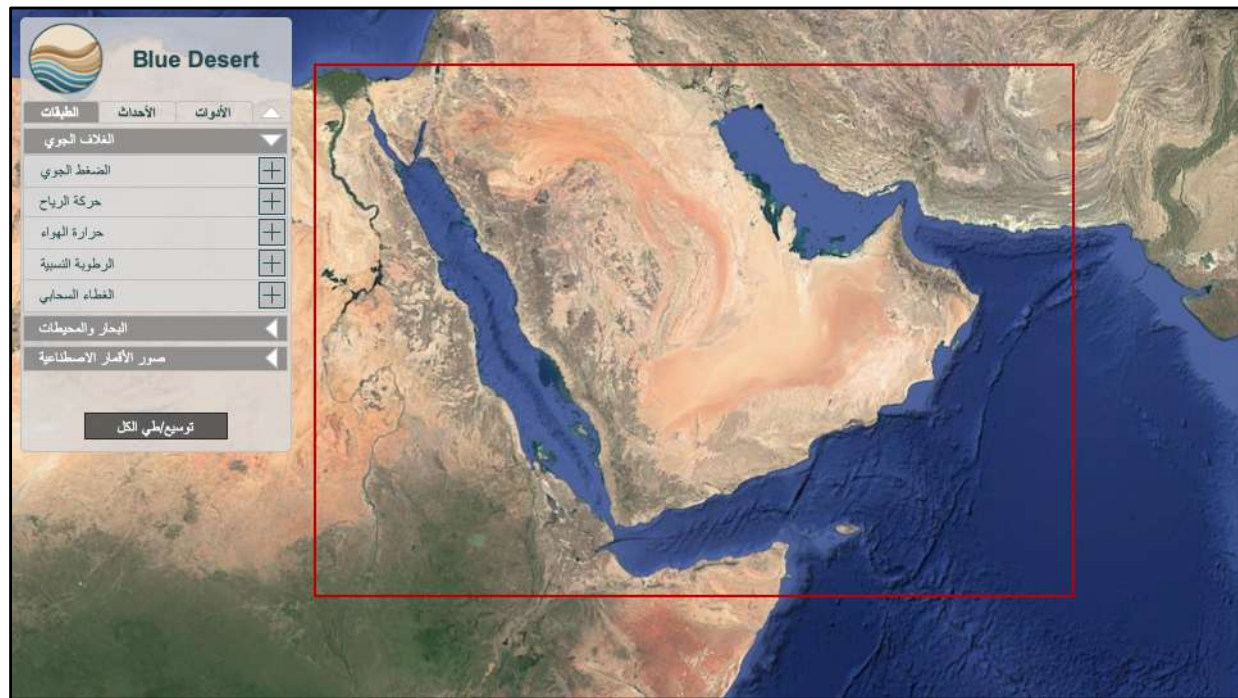 Blue Desert
الأدوات الأحداث الطبقات
الغلاف الجوي
الضغط الجوي
حركة الرياح
حرارة الهواء
الرطوبة النسبية
الغطاء السحابي
البحار والمحيطات
صور الأقمار الاصطناعية
توسيع/طي الكل